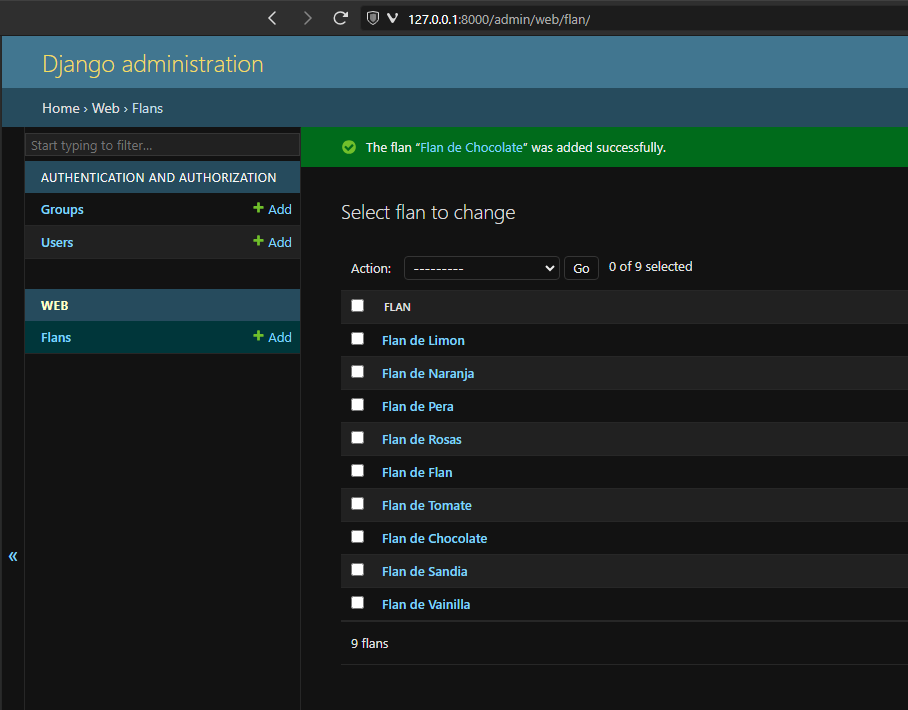 127.0.0.1:8000/admin/web/flan/
Django administration
Home › Web › Flans
Start typing to filter...
AUTHENTICATION AND AUTHORIZATION
Groups + Add
Users + Add
WEB
Flans + Add
«
The flan “Flan de Chocolate” was added successfully.
Select flan to change
Action: --------- Go 0 of 9 selected
FLAN
Flan de Limon
Flan de Naranja
Flan de Pera
Flan de Rosas
Flan de Flan
Flan de Tomate
Flan de Chocolate
Flan de Sandia
Flan de Vainilla
9 flans